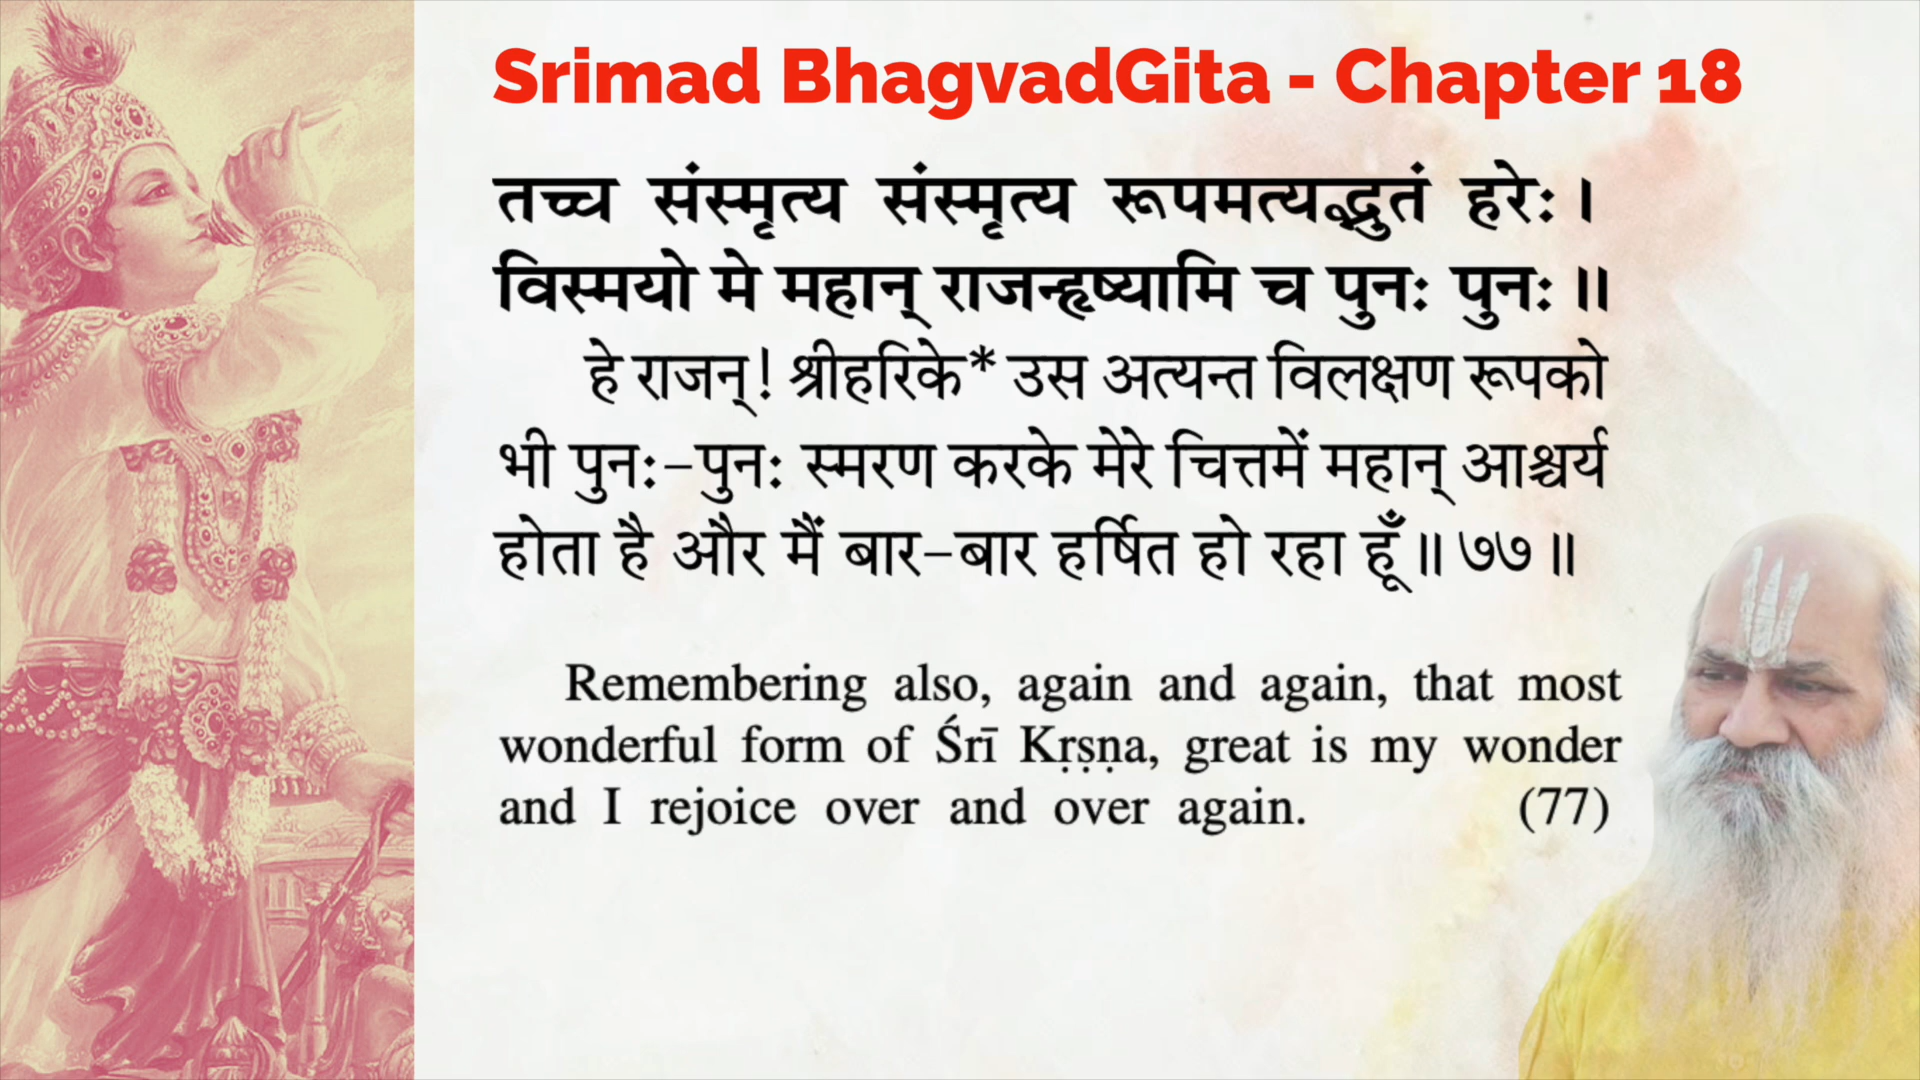 Srimad BhagvadGita - Chapter 18
तच्च संस्मृत्य संस्मृत्य रूपमत्यद्भुतं हरेः ।
विस्मयो मे महान् राजन्हृष्यामि च पुनः पुनः ॥
हे राजन्! श्रीहरिके* उस अत्यन्त विलक्षण रूपको
भी पुनः-पुनः स्मरण करके मेरे चित्तमें महान् आश्चर्य
होता है और मैं बार-बार हर्षित हो रहा हूँ ॥ ७७ ॥
Remembering also, again and again, that most
wonderful form of Śrī Kṛṣṇa, great is my wonder
and I rejoice over and over again. (77)